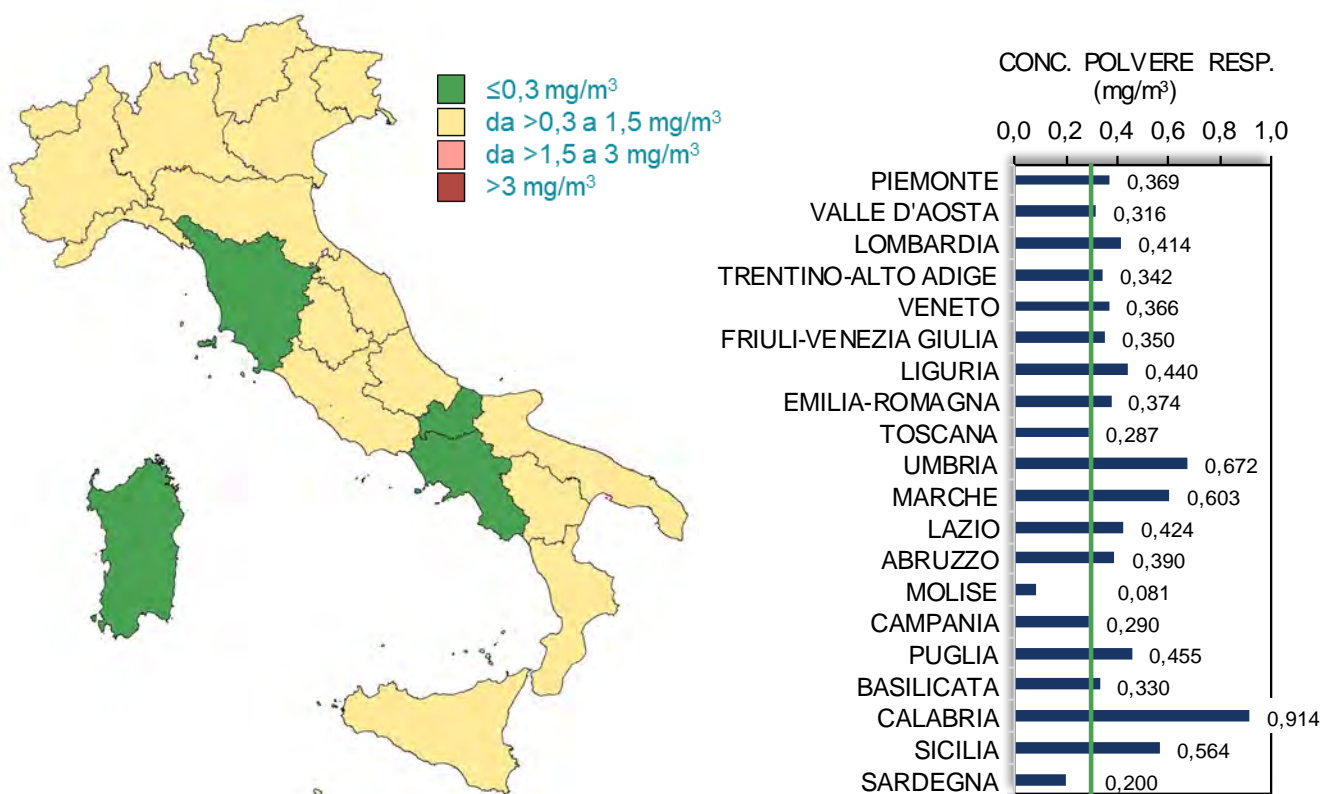 ≤0,3 mg/m³
da >0,3 a 1,5 mg/m³
da >1,5 a 3 mg/m³
>3 mg/m³
CONC. POLVERE RESP.
(mg/m³)
0,0 0,2 0,4 0,6 0,8 1,0
PIEMONTE 0,369
VALLE D'AOSTA 0,316
LOMBARDIA 0,414
TRENTINO-ALTO ADIGE 0,342
VENETO 0,366
FRIULI-VENEZIA GIULIA 0,350
LIGURIA 0,440
EMILIA-ROMAGNA 0,374
TOSCANA 0,287
UMBRIA 0,672
MARCHE 0,603
LAZIO 0,424
ABRUZZO 0,390
MOLISE 0,081
CAMPANIA 0,290
PUGLIA 0,455
BASILICATA 0,330
CALABRIA 0,914
SICILIA 0,564
SARDEGNA 0,200